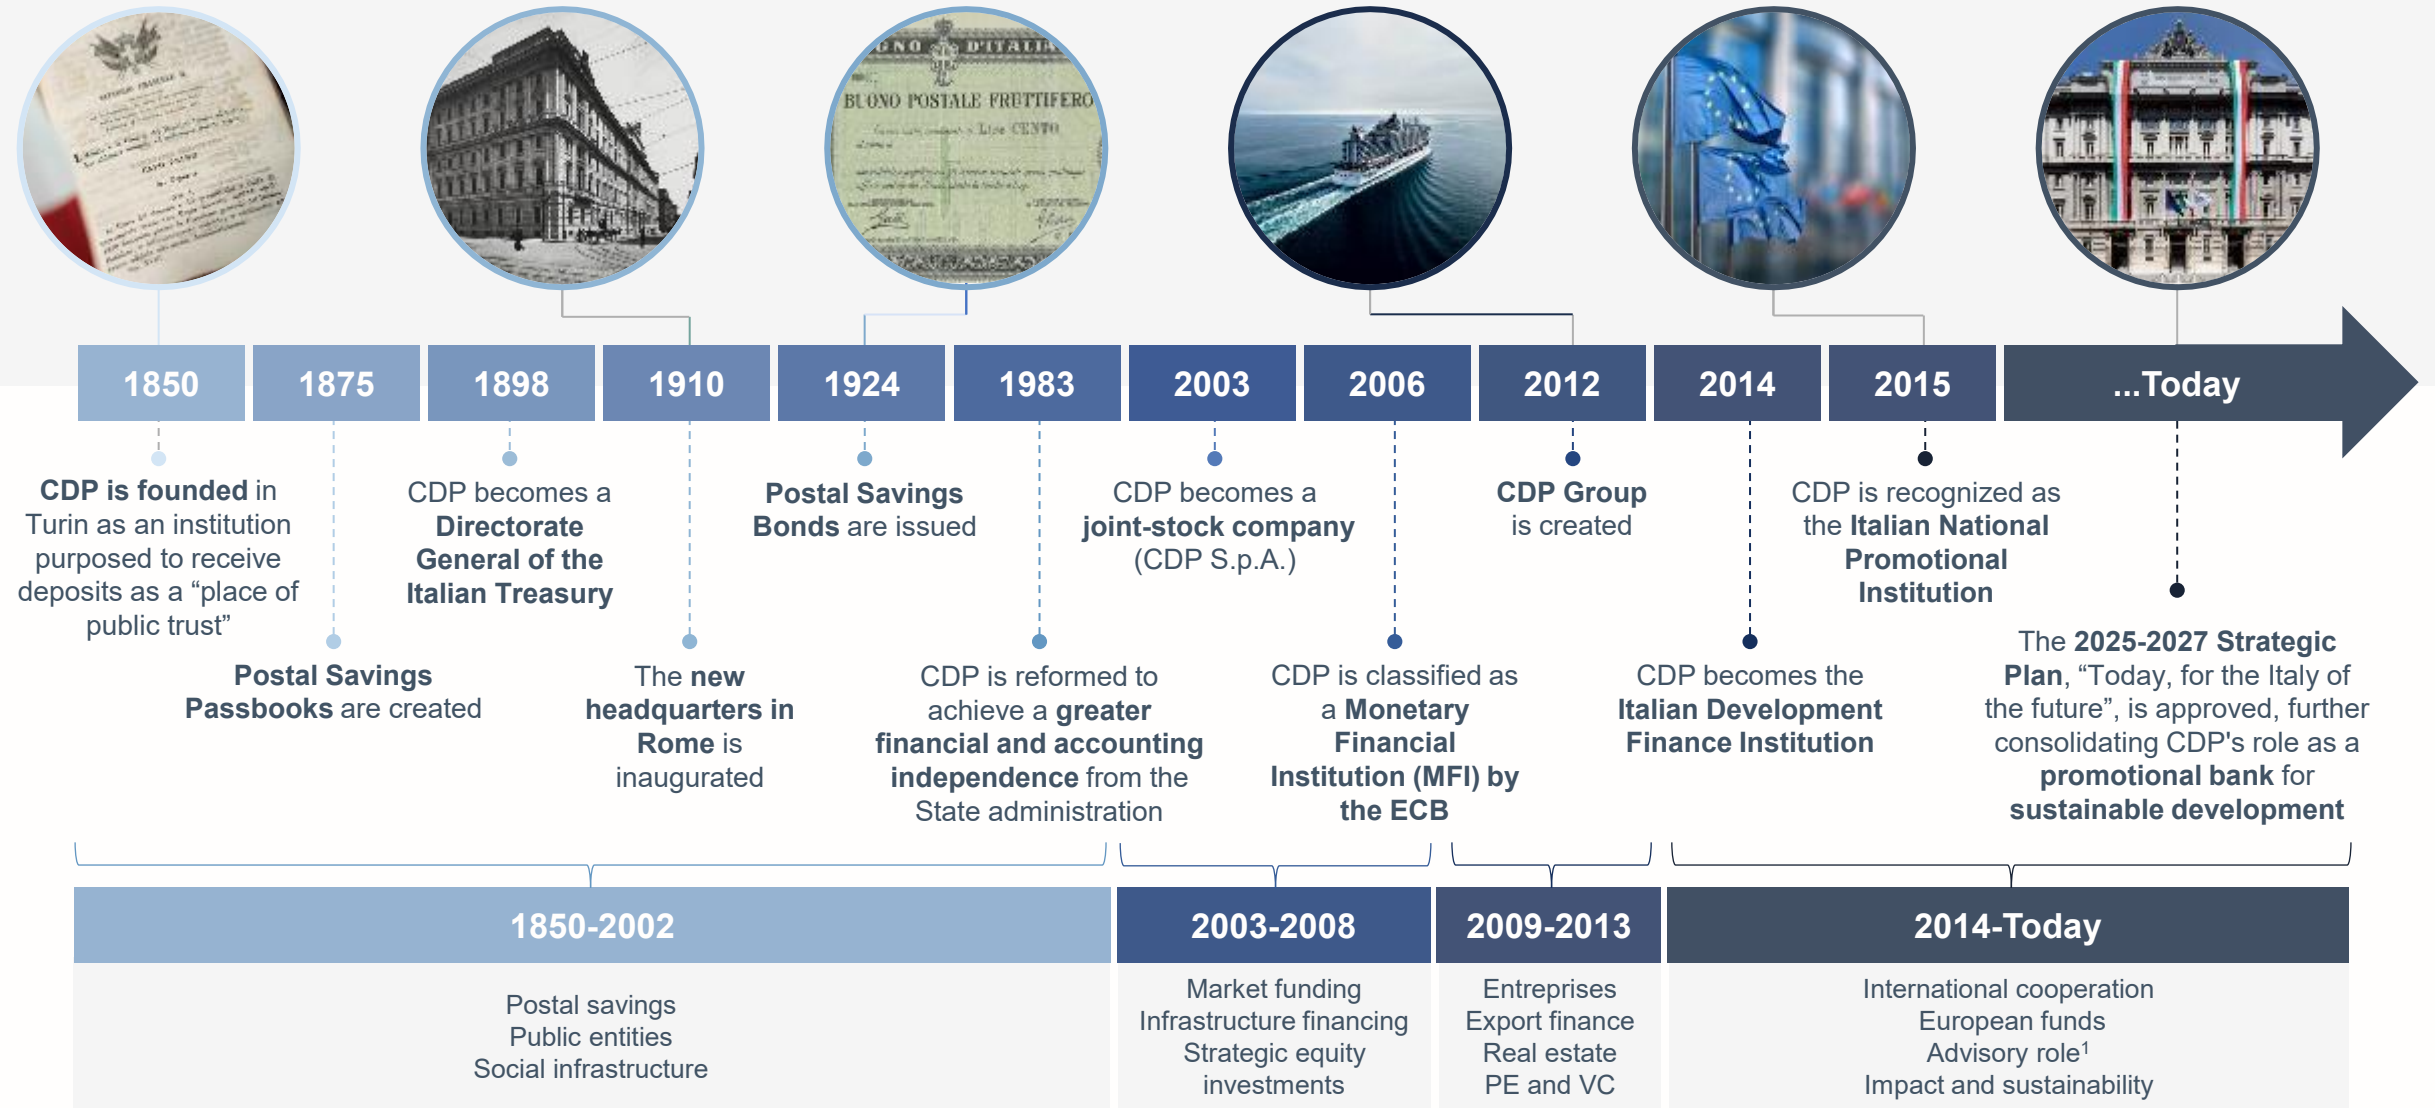 GNO D'ITALIA
BUONO POSTALE FRUTTIFERO
Lire CENTO
1850
1875
1898
1910
1924
1983
2003
2006
2012
2014
2015
...Today
CDP is founded in
Turin as an institution
purposed to receive
deposits as a “place of
public trust”
Postal Savings
Passbooks are created
CDP becomes a
Directorate
General of the
Italian Treasury
The new
headquarters in
Rome is
inaugurated
Postal Savings
Bonds are issued
CDP is reformed to
achieve a greater
financial and accounting
independence from the
State administration
CDP becomes a
joint-stock company
(CDP S.p.A.)
CDP is classified as
a Monetary
Financial
Institution (MFI) by
the ECB
CDP Group
is created
CDP becomes the
Italian Development
Finance Institution
CDP is recognized as
the Italian National
Promotional
Institution
The 2025-2027 Strategic
Plan, “Today, for the Italy of
the future”, is approved, further
consolidating CDP's role as a
promotional bank for
sustainable development
1850-2002
Postal savings
Public entities
Social infrastructure
2003-2008
Market funding
Infrastructure financing
Strategic equity
investments
2009-2013
Entreprises
Export finance
Real estate
PE and VC
2014-Today
International cooperation
European funds
Advisory role¹
Impact and sustainability